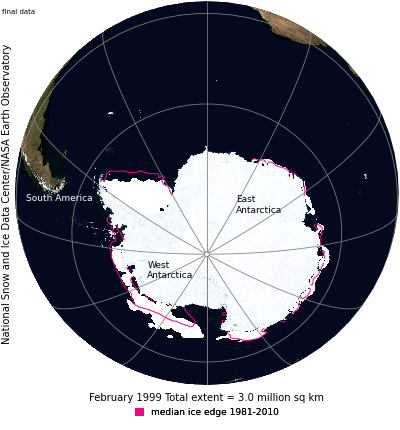 final data
National Snow and Ice Data Center/NASA Earth Observatory
South America
East
Antarctica
West
Antarctica
February 1999 Total extent = 3.0 million sq km
median ice edge 1981-2010